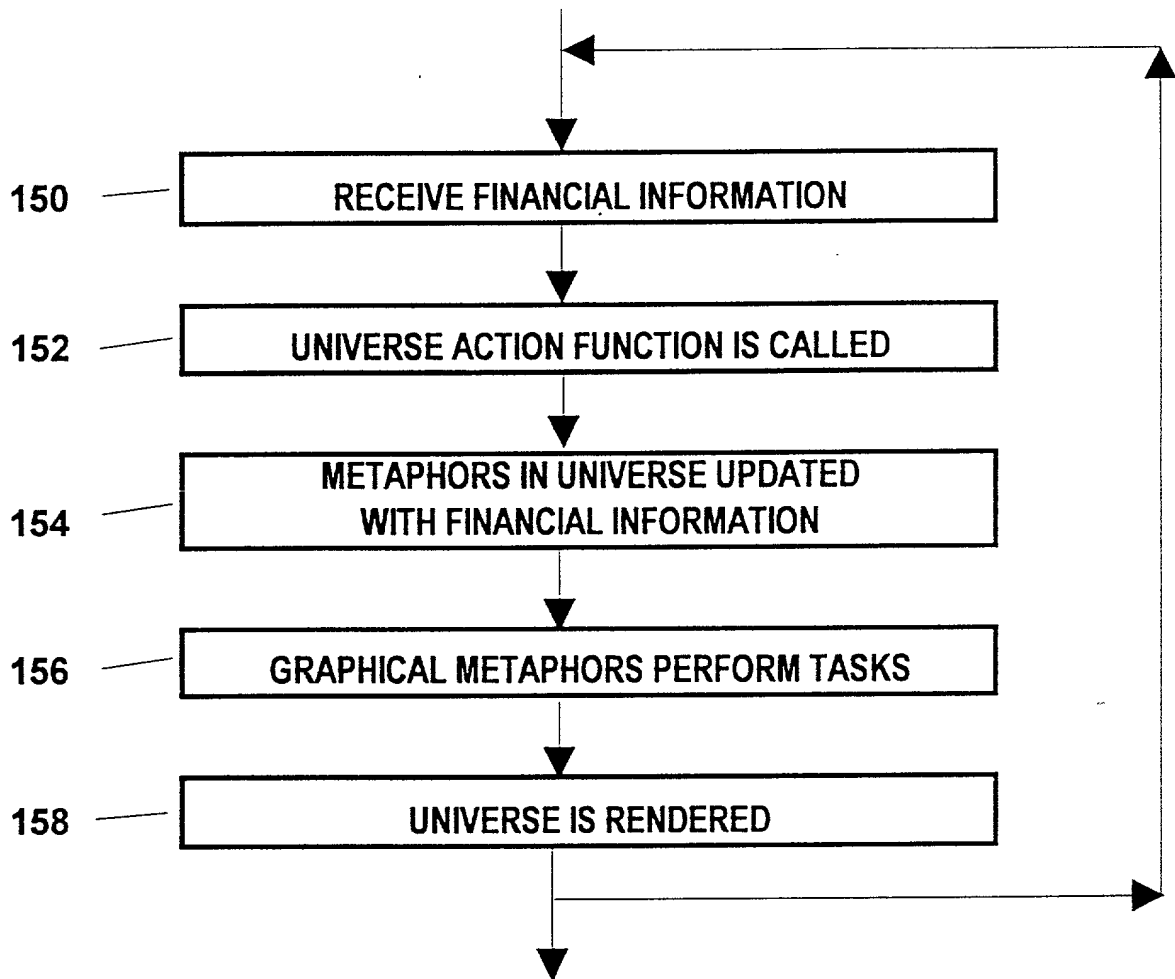 150
RECEIVE FINANCIAL INFORMATION
152
UNIVERSE ACTION FUNCTION IS CALLED
154
METAPHORS IN UNIVERSE UPDATED
WITH FINANCIAL INFORMATION
156
GRAPHICAL METAPHORS PERFORM TASKS
158
UNIVERSE IS RENDERED